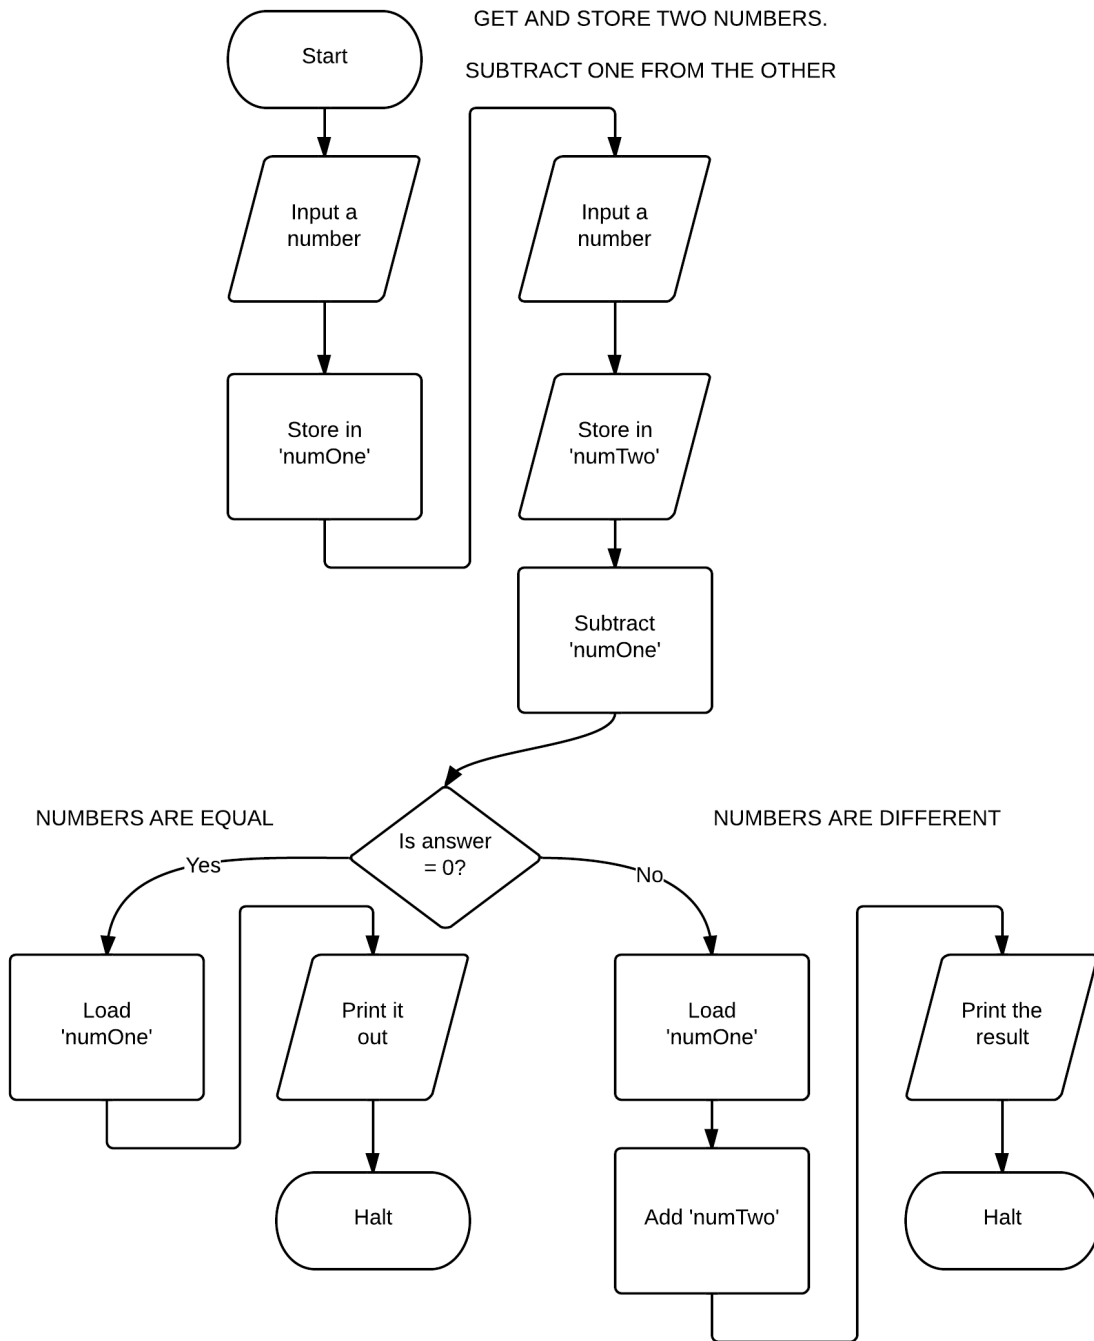 GET AND STORE TWO NUMBERS.
SUBTRACT ONE FROM THE OTHER
Start
Input a
number
Store in
'numOne'
Input a
number
Store in
'numTwo'
Subtract
'numOne'
Is answer
= 0?
NUMBERS ARE EQUAL
Yes
Load
'numOne'
Print it
out
Halt
NUMBERS ARE DIFFERENT
No
Load
'numOne'
Add 'numTwo'
Print the
result
Halt